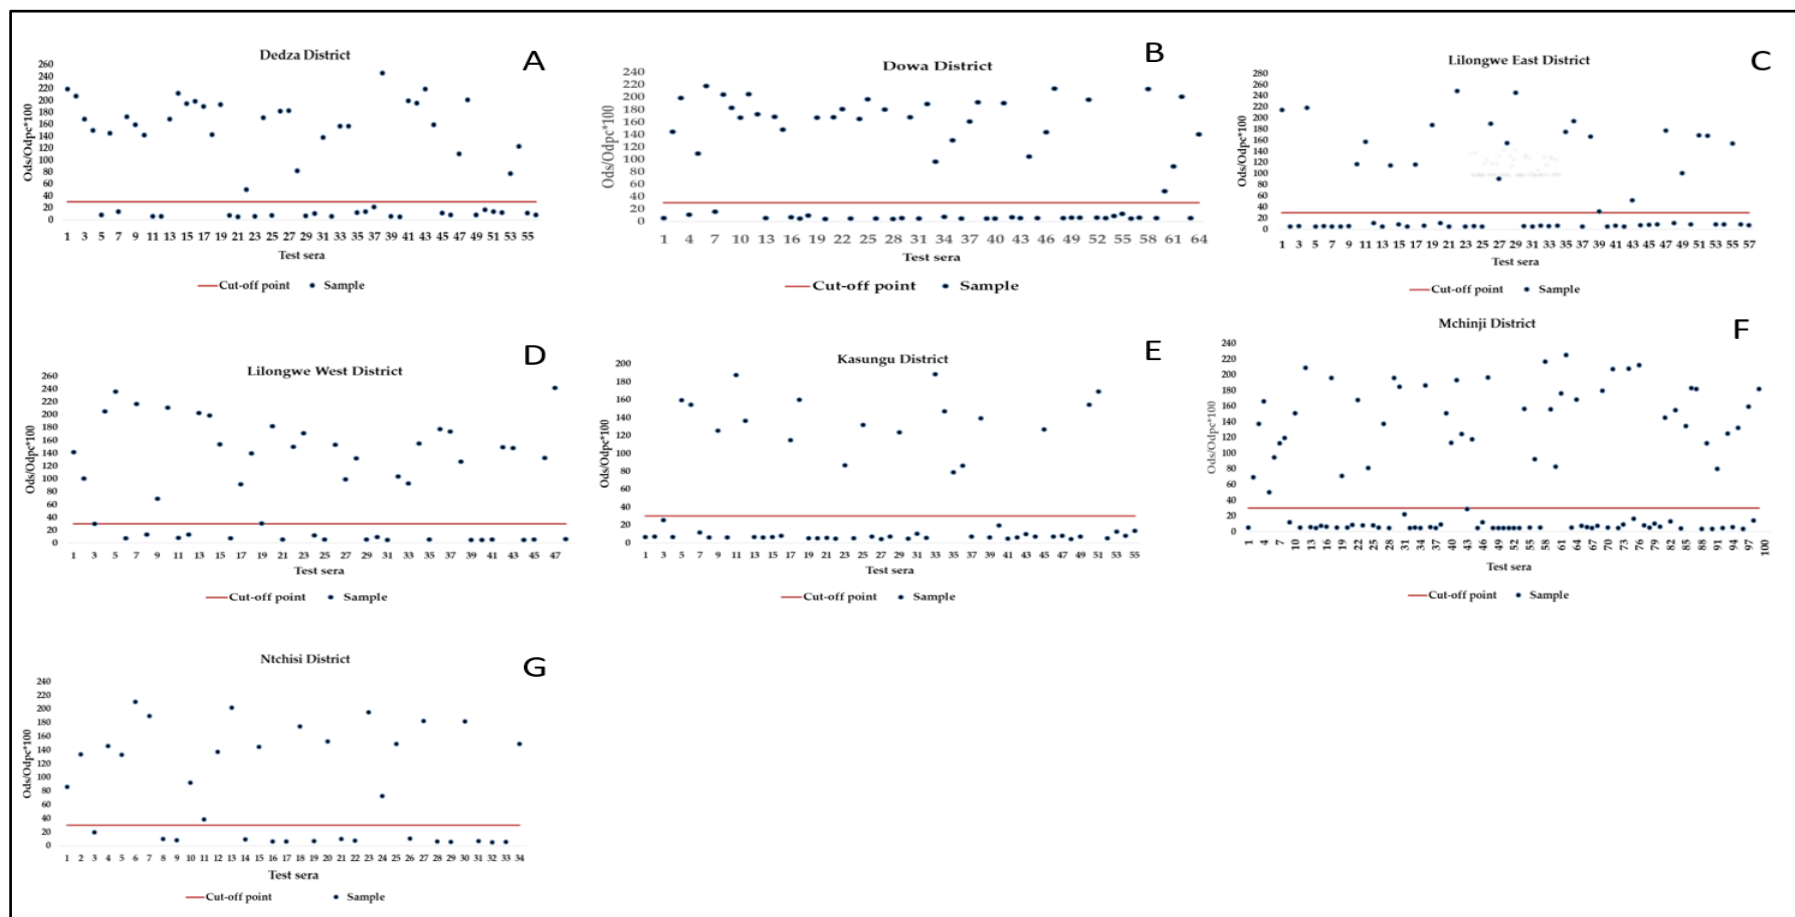 Dedza District
A
Ods/Odpc*100
260
240
220
200
180
160
140
120
100
80
60
40
20
0
1 3 5 7 9 11 13 15 17 19 21 23 25 27 29 31 33 35 37 39 41 43 45 47 49 51 53 55
Test sera
Cut-off point Sample
Dowa District
B
Ods/Odpc*100
240
220
200
180
160
140
120
100
80
60
40
20
0
1 4 7 10 13 16 19 22 25 28 31 34 37 40 43 46 49 52 55 58 61 64
Test sera
Cut-off point Sample
Lilongwe East District
C
Ods/Odpc*100
280
260
240
220
200
180
160
140
120
100
80
60
40
20
0
1 3 5 7 9 11 13 15 17 19 21 23 25 27 29 31 33 35 37 39 41 43 45 47 49 51 53 55 57
Test sera
Cut-off point Sample
Lilongwe West District
D
Ods/Odpc*100
260
240
220
200
180
160
140
120
100
80
60
40
20
0
1 3 5 7 9 11 13 15 17 19 21 23 25 27 29 31 33 35 37 39 41 43 45 47
Test sera
Cut-off point Sample
Kasungu District
E
Ods/Odpc*100
200
180
160
140
120
100
80
60
40
20
0
1 3 5 7 9 11 13 15 17 19 21 23 25 27 29 31 33 35 37 39 41 43 45 47 49 51 53 55
Test sera
Cut-off point Sample
Mchinji District
F
Ods/Odpc*100
240
220
200
180
160
140
120
100
80
60
40
20
0
1 4 7 10 13 16 19 22 25 28 31 34 37 40 43 46 49 52 55 58 61 64 67 70 73 76 79 82 85 88 91 94 97 100
Test sera
Cut-off point Sample
Ntchisi District
G
Ods/Odpc*100
240
220
200
180
160
140
120
100
80
60
40
20
0
1 2 3 4 5 6 7 8 9 10 11 12 13 14 15 16 17 18 19 20 21 22 23 24 25 26 27 28 29 30 31 32 33 34
Test sera
Cut-off point Sample